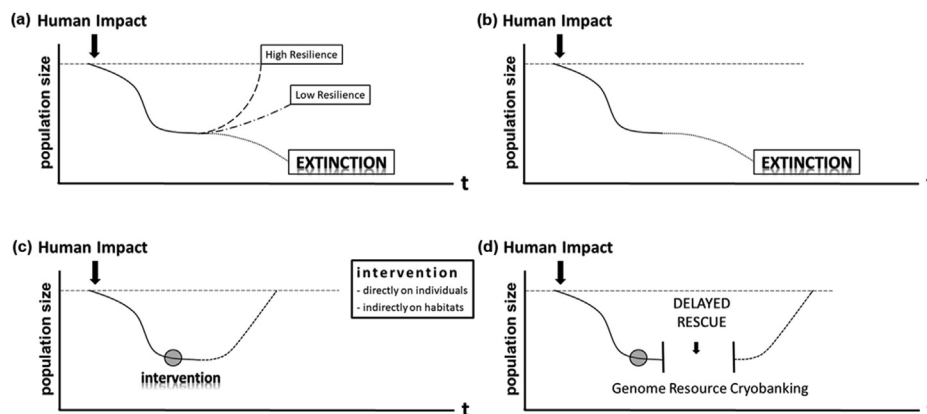 (a) Human Impact
population size
High Resilience
Low Resilience
EXTINCTION
t
(b) Human Impact
population size
EXTINCTION
(c) Human Impact
population size
intervention
intervention
- directly on individuals
- indirectly on habitats
t
(d) Human Impact
population size
DELAYED
RESCUE
Genome Resource Cryobanking